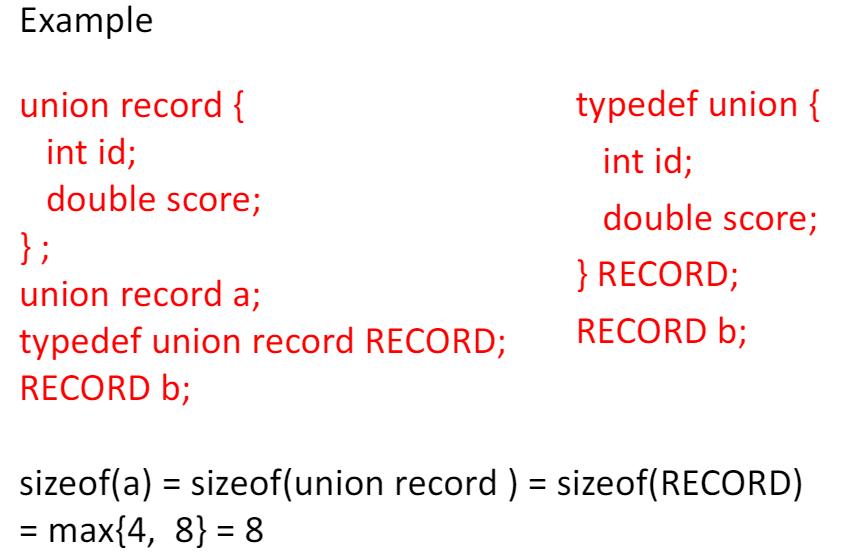 Example
union record {
int id;
double score;
} ;
union record a;
typedef union record RECORD;
RECORD b;
typedef union {
int id;
double score;
} RECORD;
RECORD b;
sizeof(a) = sizeof(union record ) = sizeof(RECORD)
= max{4, 8} = 8